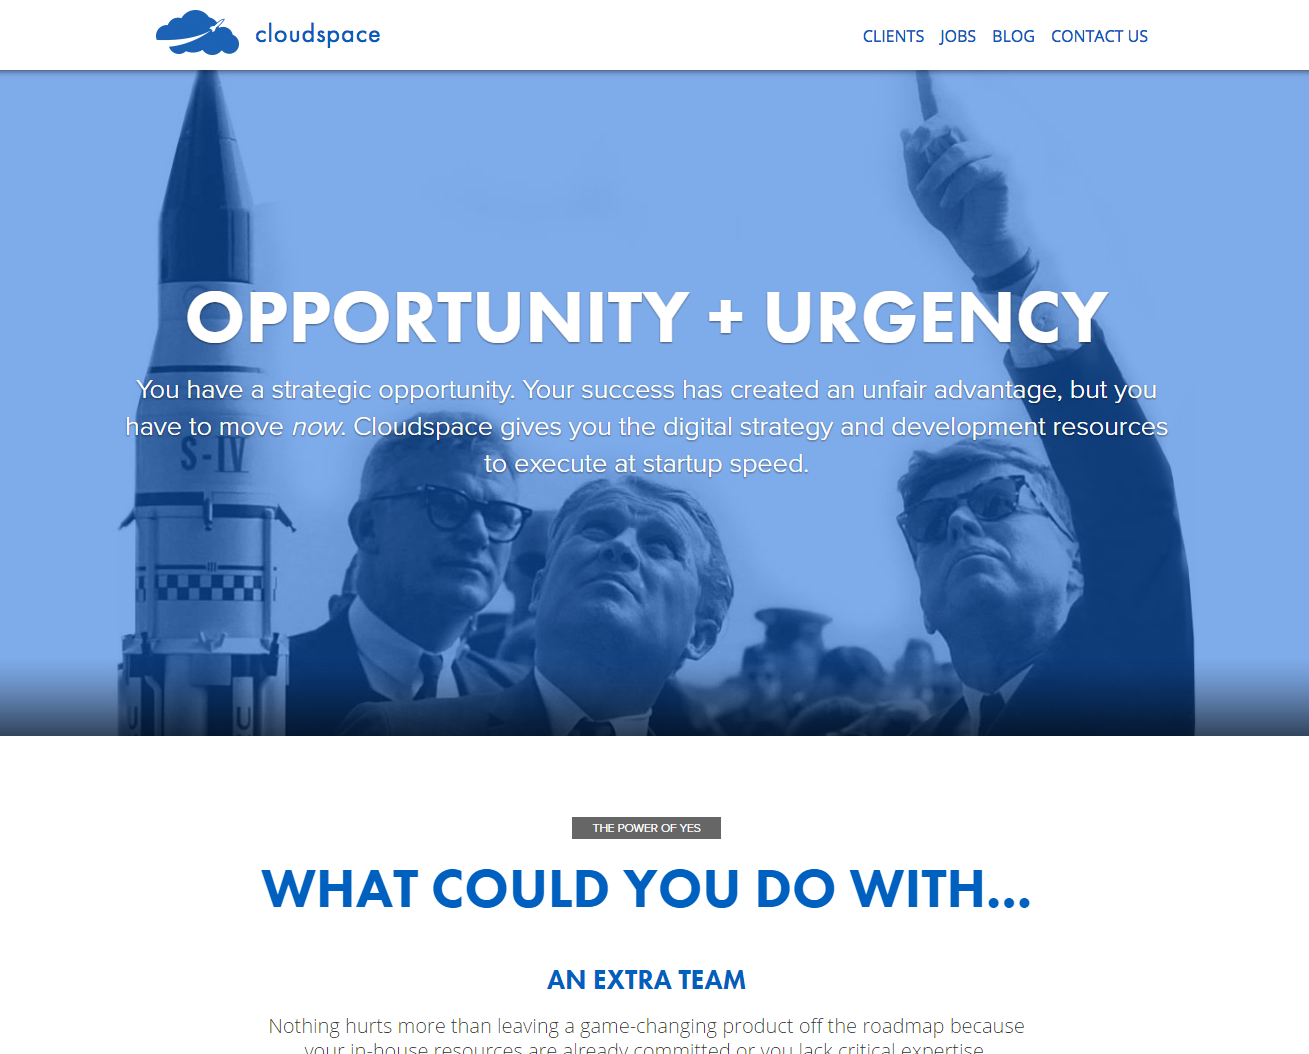 cloudspace
CLIENTS JOBS BLOG CONTACT US
OPPORTUNITY + URGENCY
You have a strategic opportunity. Your success has created an unfair advantage, but you
have to move now. Cloudspace gives you the digital strategy and development resources
to execute at startup speed.
S-IV
U U
THE POWER OF YES
WHAT COULD YOU DO WITH...
AN EXTRA TEAM
Nothing hurts more than leaving a game-changing product off the roadmap because
your in-house resources are already committed or you lack critical expertise.